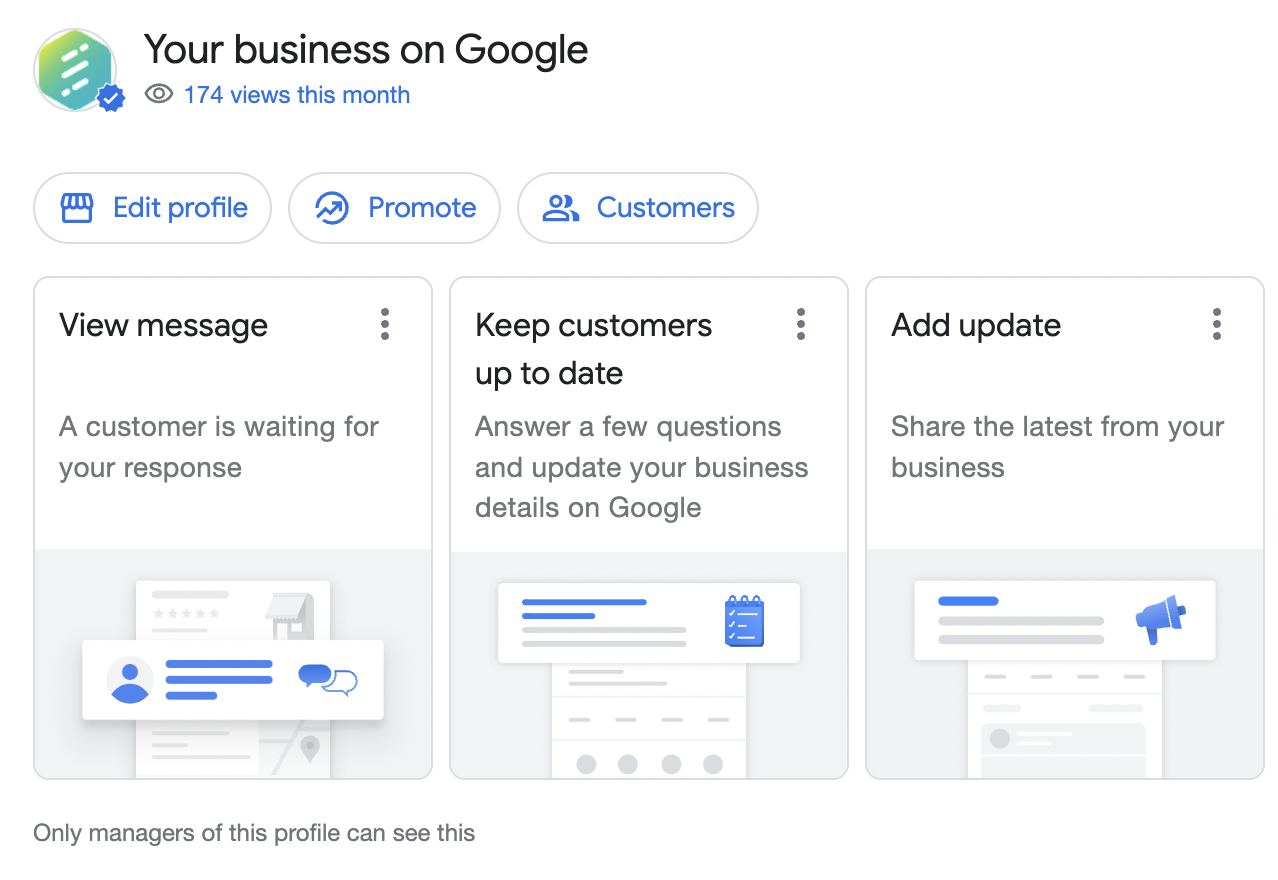 Your business on Google
174 views this month
Edit profile
Promote
Customers
View message
A customer is waiting for
your response
Keep customers
up to date
Answer a few questions
and update your business
details on Google
Add update
Share the latest from your
business
Only managers of this profile can see this